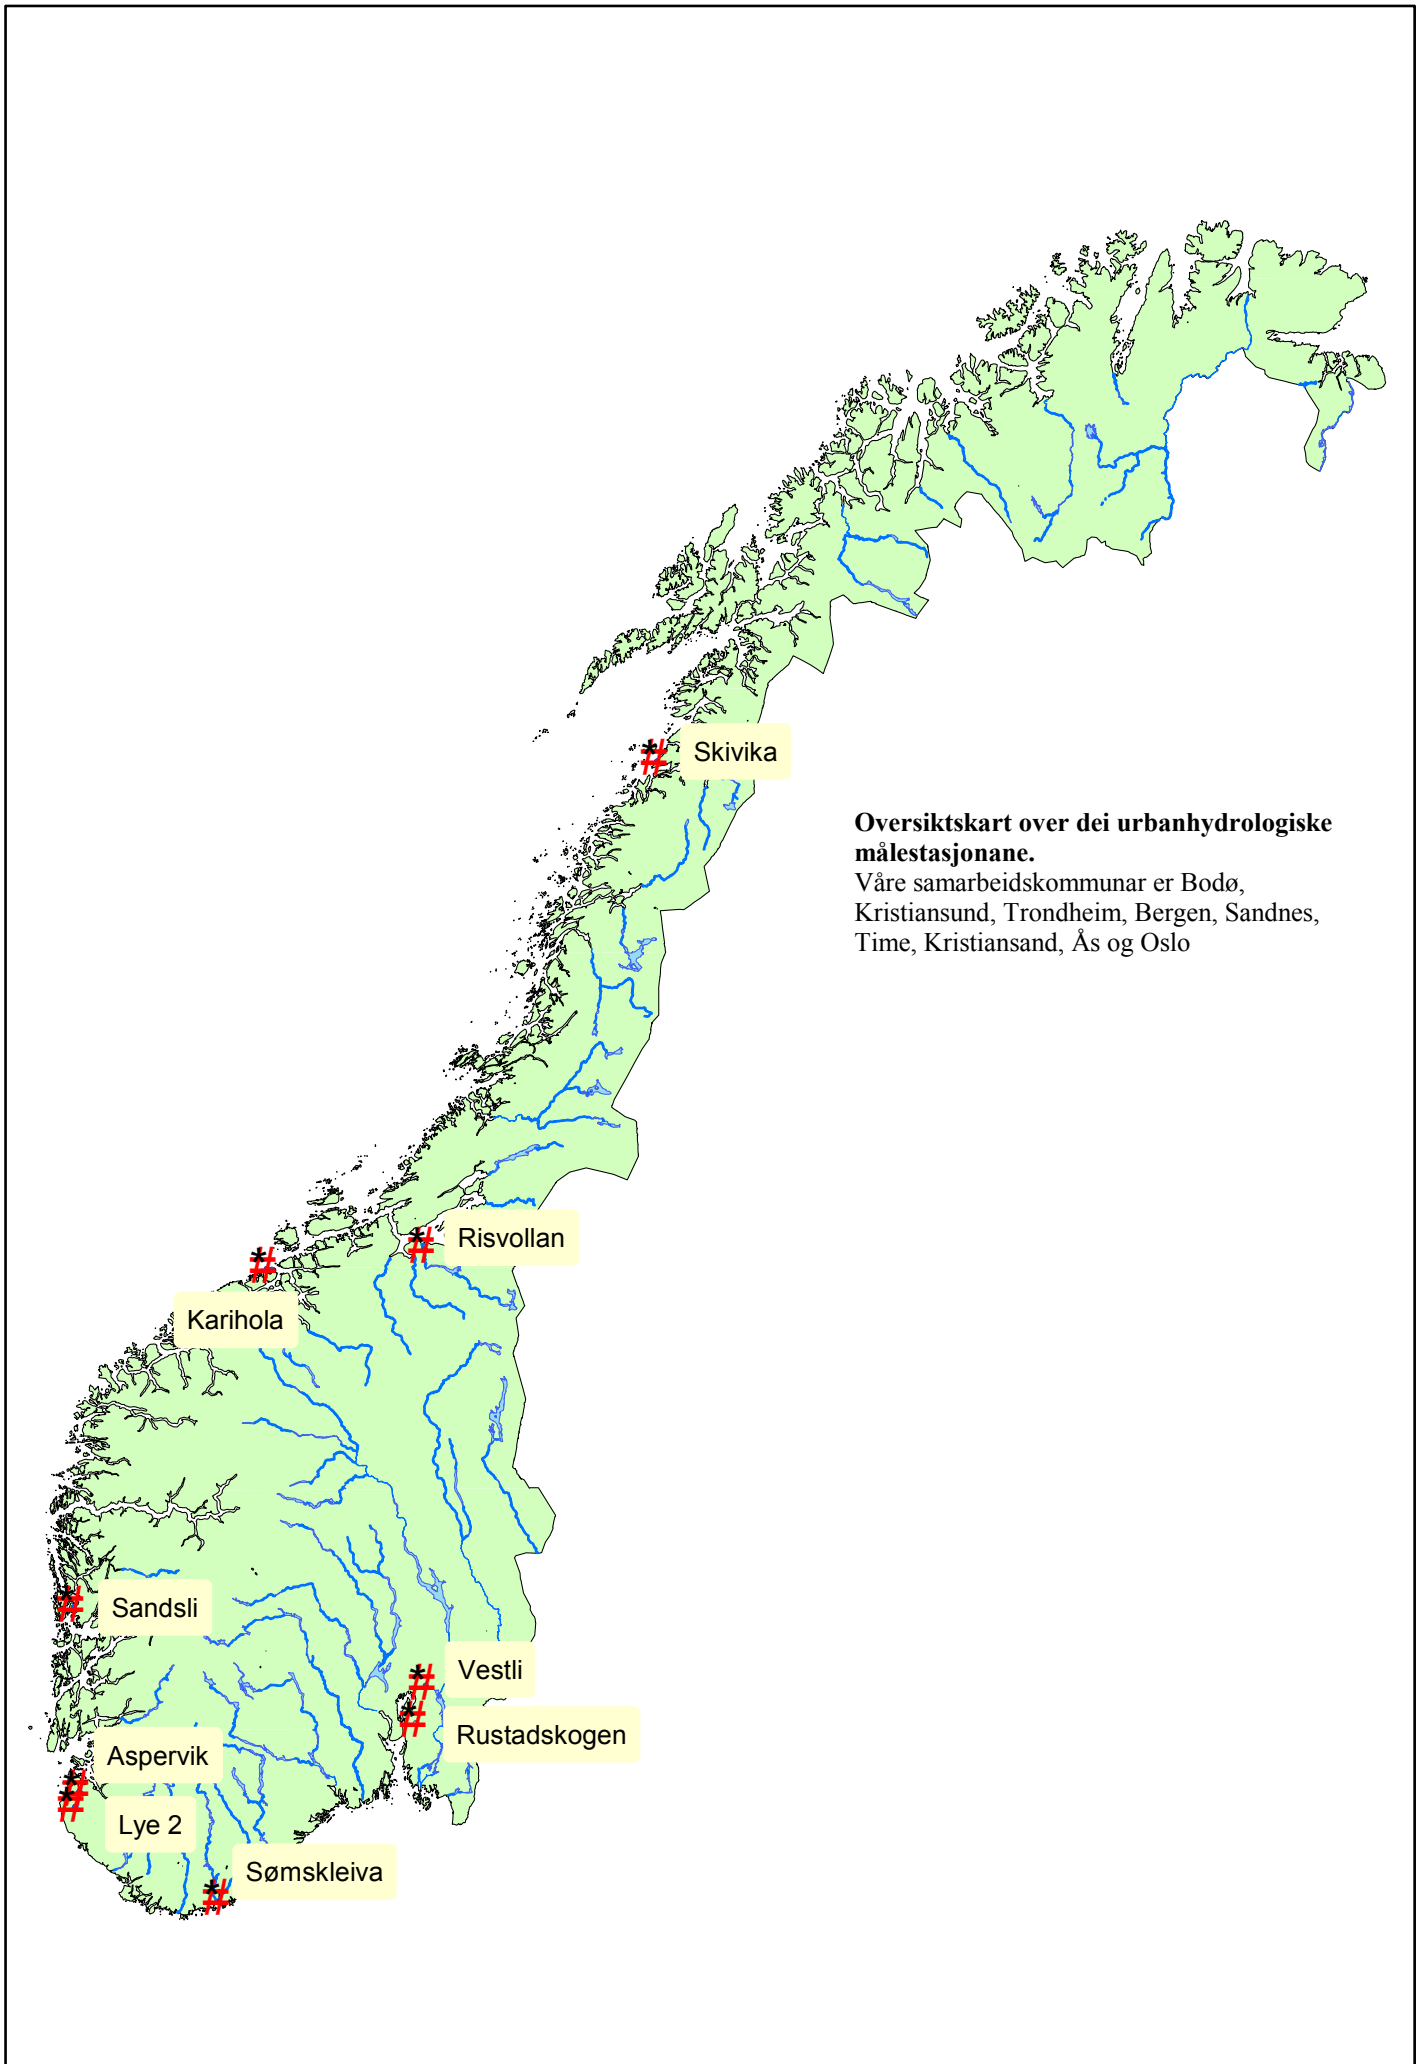 Skivika
Oversiktskart over dei urbanhydrologiske
målestasjonane.
Våre samarbeidskommunar er Bodø,
Kristiansund, Trondheim, Bergen, Sandnes,
Time, Kristiansand, Ås og Oslo
Risvollan
Karihola
Sandsli
Vestli
Rustadskogen
Aspervik
Lye 2
Sømskleiva